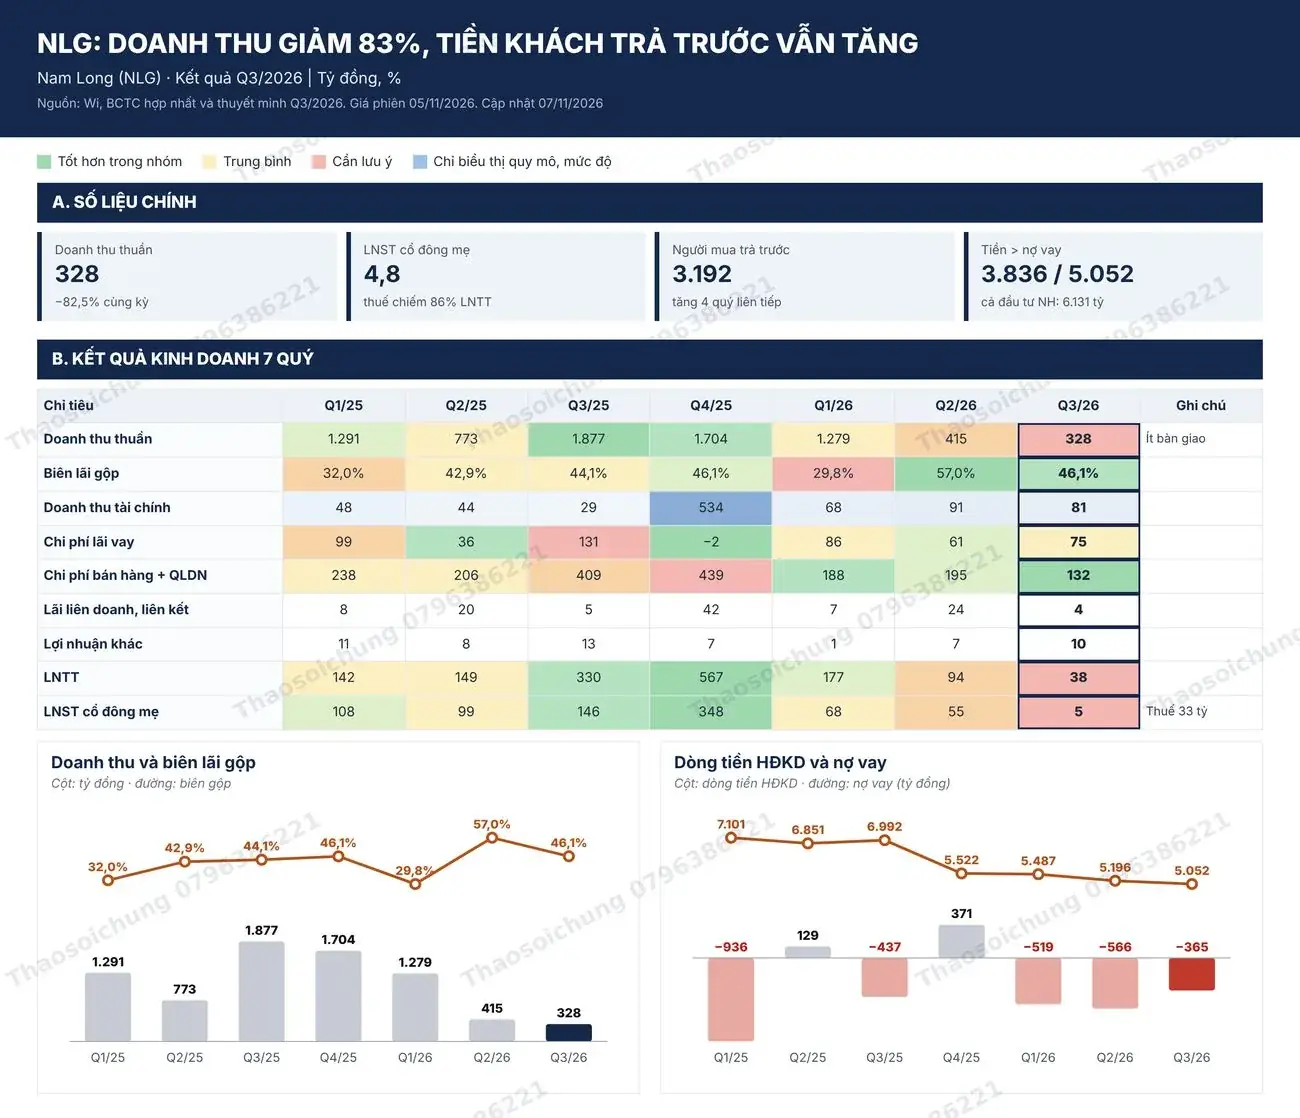 NLG: DOANH THU GIẢM 83%, TIỀN KHÁCH TRẢ TRƯỚC VẪN TĂNG
Nam Long (NLG) · Kết quả Q3/2026 | Tỷ đồng, %
Nguồn: Wi, BCTC hợp nhất và thuyết minh Q3/2026. Giá phiên 05/11/2026. Cập nhật 07/11/2026
Tốt hơn trong nhóm Trung bình Cần lưu ý Chỉ biểu thị quy mô, mức độ
A. SỐ LIỆU CHÍNH
Doanh thu thuần LNST cổ đông mẹ Người mua trả trước Tiền > nợ vay
328 4,8 3.192 3.836 / 5.052
−82,5% cùng kỳ thuế chiếm 86% LNTT tăng 4 quý liên tiếp cả đầu tư NH: 6.131 tỷ
B. KẾT QUẢ KINH DOANH 7 QUÝ
Chỉ tiêu Q1/25 Q2/25 Q3/25 Q4/25 Q1/26 Q2/26 Q3/26 Ghi chú
Doanh thu thuần 1.291 773 1.877 1.704 1.279 415 328 Ít bàn giao
Biên lãi gộp 32,0% 42,9% 44,1% 46,1% 29,8% 57,0% 46,1%
Doanh thu tài chính 48 44 29 534 68 91 81
Chi phí lãi vay 99 36 131 −2 86 61 75
Chi phí bán hàng + QLDN 238 206 409 439 188 195 132
Lãi liên doanh, liên kết 8 20 5 42 7 24 4
Lợi nhuận khác 11 8 13 7 1 7 10
LNTT 142 149 330 567 177 94 38
LNST cổ đông mẹ 108 99 146 348 68 55 5 Thuế 33 tỷ
Doanh thu và biên lãi gộp
Cột: tỷ đồng · đường: biên gộp
32,0% 42,9% 44,1% 46,1% 29,8% 57,0% 46,1%
1.291 773 1.877 1.704 1.279 415 328
Q1/25 Q2/25 Q3/25 Q4/25 Q1/26 Q2/26 Q3/26
Dòng tiền HĐKD và nợ vay
Cột: dòng tiền HĐKD · đường: nợ vay (tỷ đồng)
7.101 6.851 6.992 5.522 5.487 5.196 5.052
−936 129 −437 371 −519 −566 −365
Q1/25 Q2/25 Q3/25 Q4/25 Q1/26 Q2/26 Q3/26
Thaosoichung 0796386221